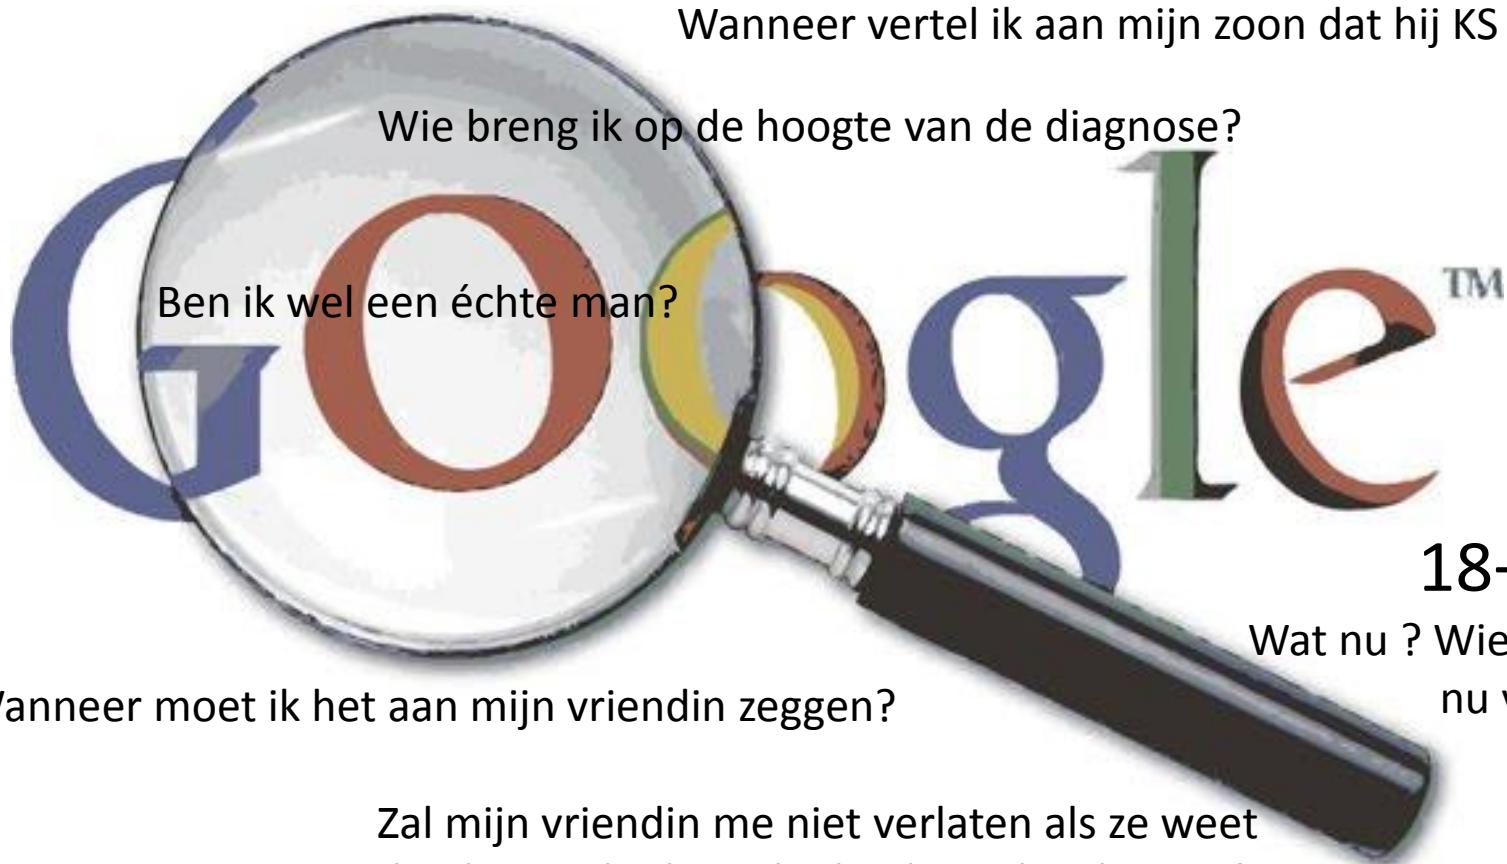 Wanneer vertel ik aan mijn zoon dat hij KS
Wie breng ik op de hoogte van de diagnose?
Google™
Ben ik wel een échte man?
18-
Wat nu ? Wie
nu
Wanneer moet ik het aan mijn vriendin zeggen?
Zal mijn vriendin me niet verlaten als ze weet